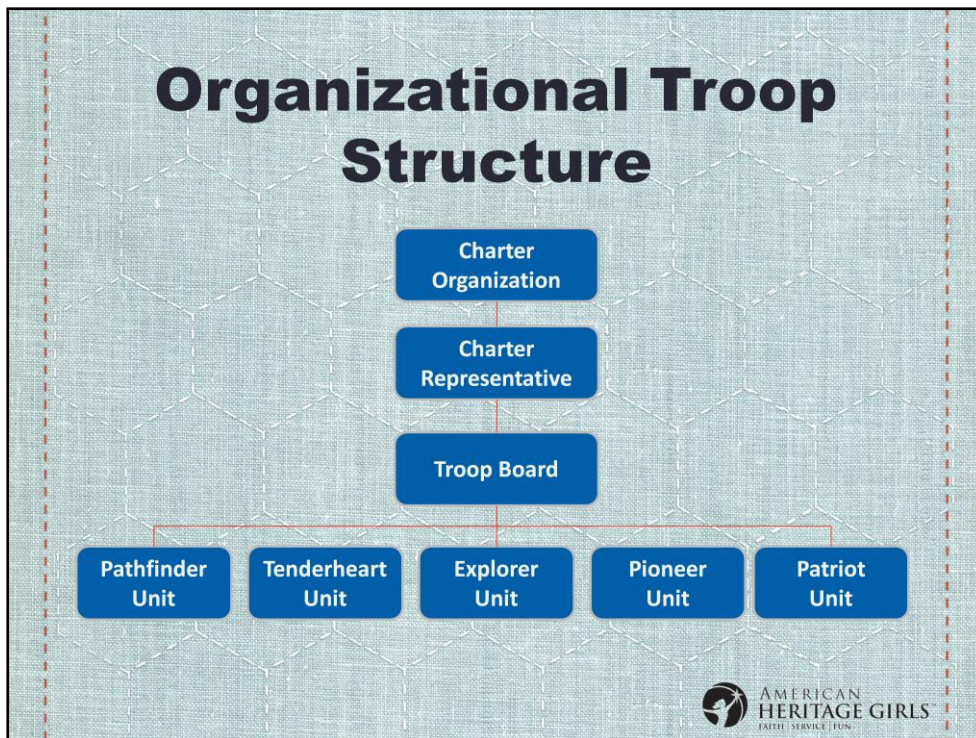 Organizational Troop
Structure
Charter
Organization
Charter
Representative
Troop Board
Pathfinder
Unit
Tenderheart
Unit
Explorer
Unit
Pioneer
Unit
Patriot
Unit
AMERICAN
HERITAGE GIRLS
FAITH | SERVICE | FUN